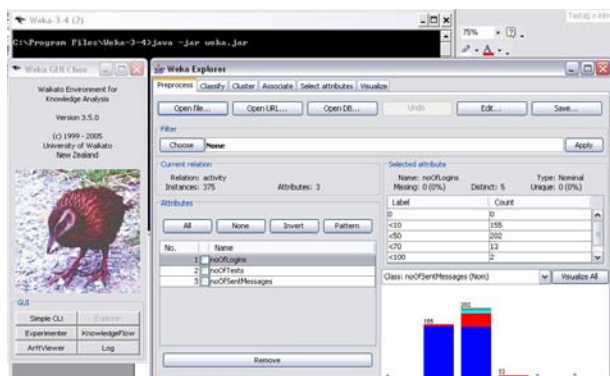 Weka-3-4 (2)
C:\Program Files\Weka-3-4>java -jar weka.jar
75%
Weka GUI Choo...
Waikato Environment for
Knowledge Analysis
Version 3.5.0
(c) 1999 - 2005
University of Waikato
New Zealand
GUI
Simple CLI
Explorer
Experimenter
KnowledgeFlow
ArffViewer
Log
Weka Explorer
Preprocess Classify Cluster Associate Select attributes Visualize
Open file... Open URL... Open DB... Undo Edit... Save...
Filter
Choose None Apply
Current relation
Relation: activity
Instances: 375 Attributes: 3
Attributes
All None Invert Pattern
No. Name
1 noOfLogins
2 noOfTests
3 noOfSentMessages
Remove
Selected attribute
Name: noOfLogins Type: Nominal
Missing: 0 (0%) Distinct: 5 Unique: 0 (0%)
Label Count
0 0
<10 155
<50 202
<70 13
<100 2
Class: noOfSentMessages (Nom) Visualize All
155
202
13